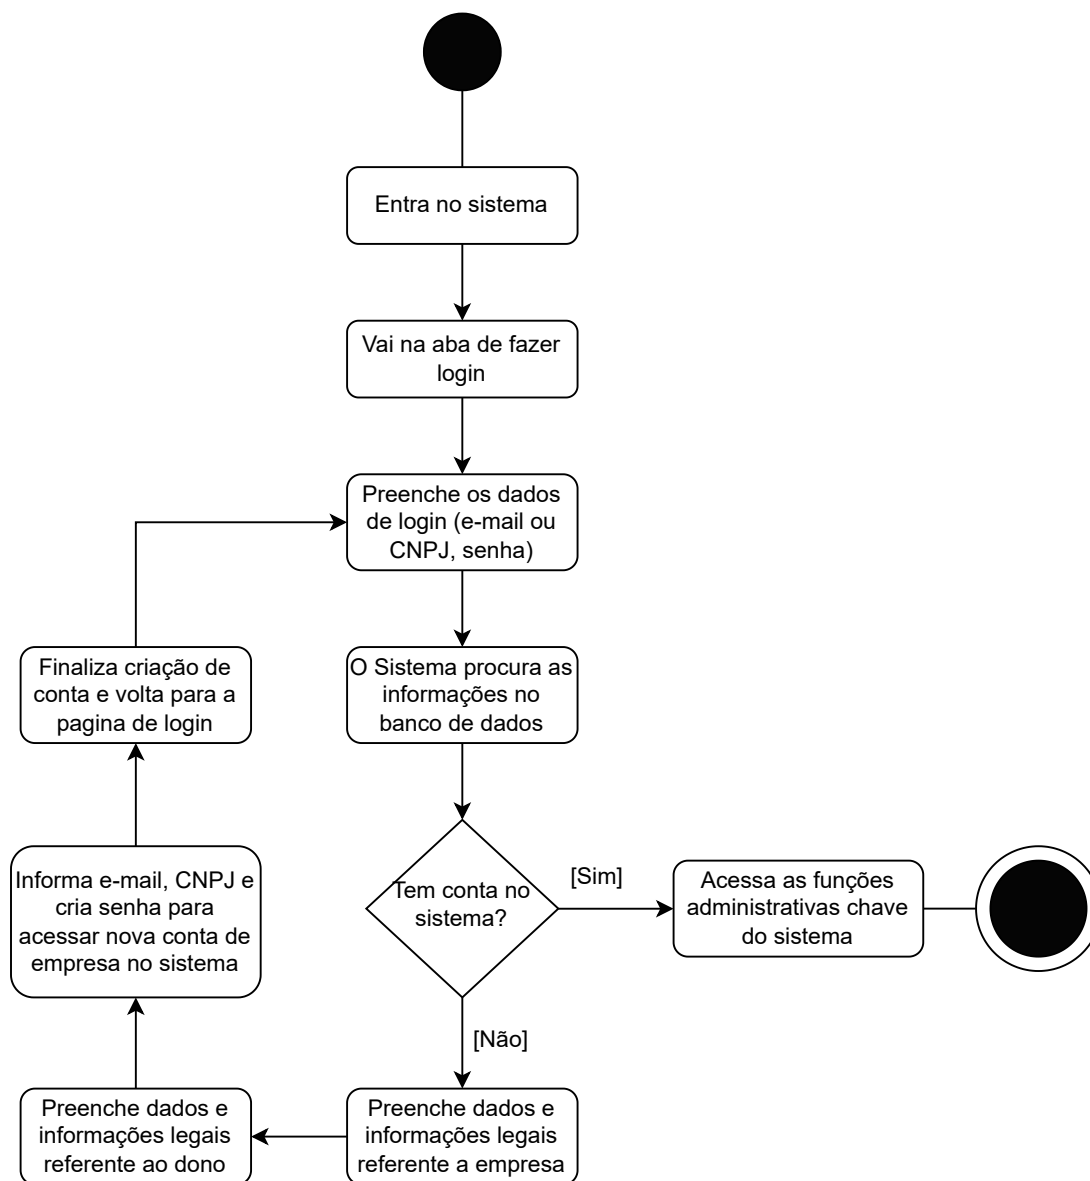 Entra no sistema
Vai na aba de fazer
login
Preenche os dados
de login (e-mail ou
CNPJ, senha)
O Sistema procura as
informações no
banco de dados
Tem conta no
sistema?
[Sim]
Acessa as funções
administrativas chave
do sistema
[Não]
Preenche dados e
informações legais
referente a empresa
Preenche dados e
informações legais
referente ao dono
Informa e-mail, CNPJ e
cria senha para
acessar nova conta de
empresa no sistema
Finaliza criação de
conta e volta para a
pagina de login